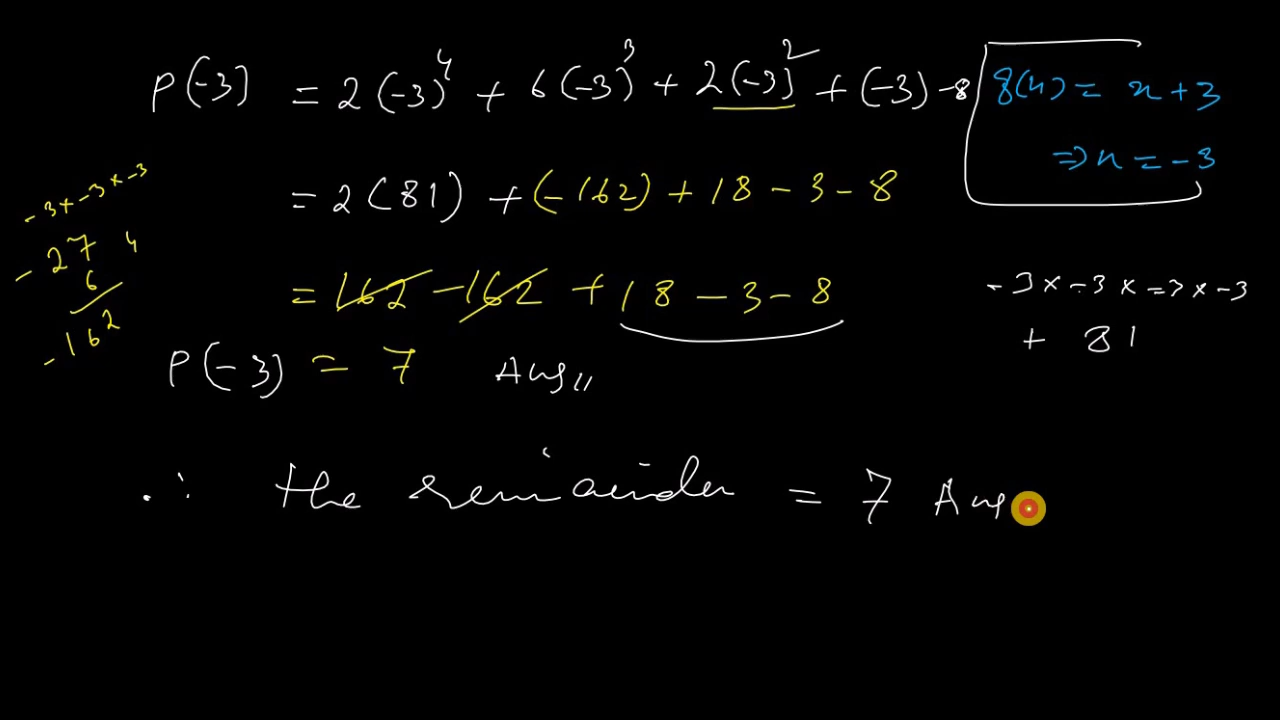 P(-3) = 2(-3)^4 + 6(-3)^3 + 2(-3)^2 + (-3) - 8
g(x) = x + 3
⇒ x = -3
= 2(81) + (-162) + 18 - 3 - 8
-3 × -3 × -3
-27 4
6
-162
= 162 - 162 + 18 - 3 - 8
-3 × -3 × -3 × -3
+ 81
P(-3) = 7 Ans //
∴ the remainder = 7 Ans